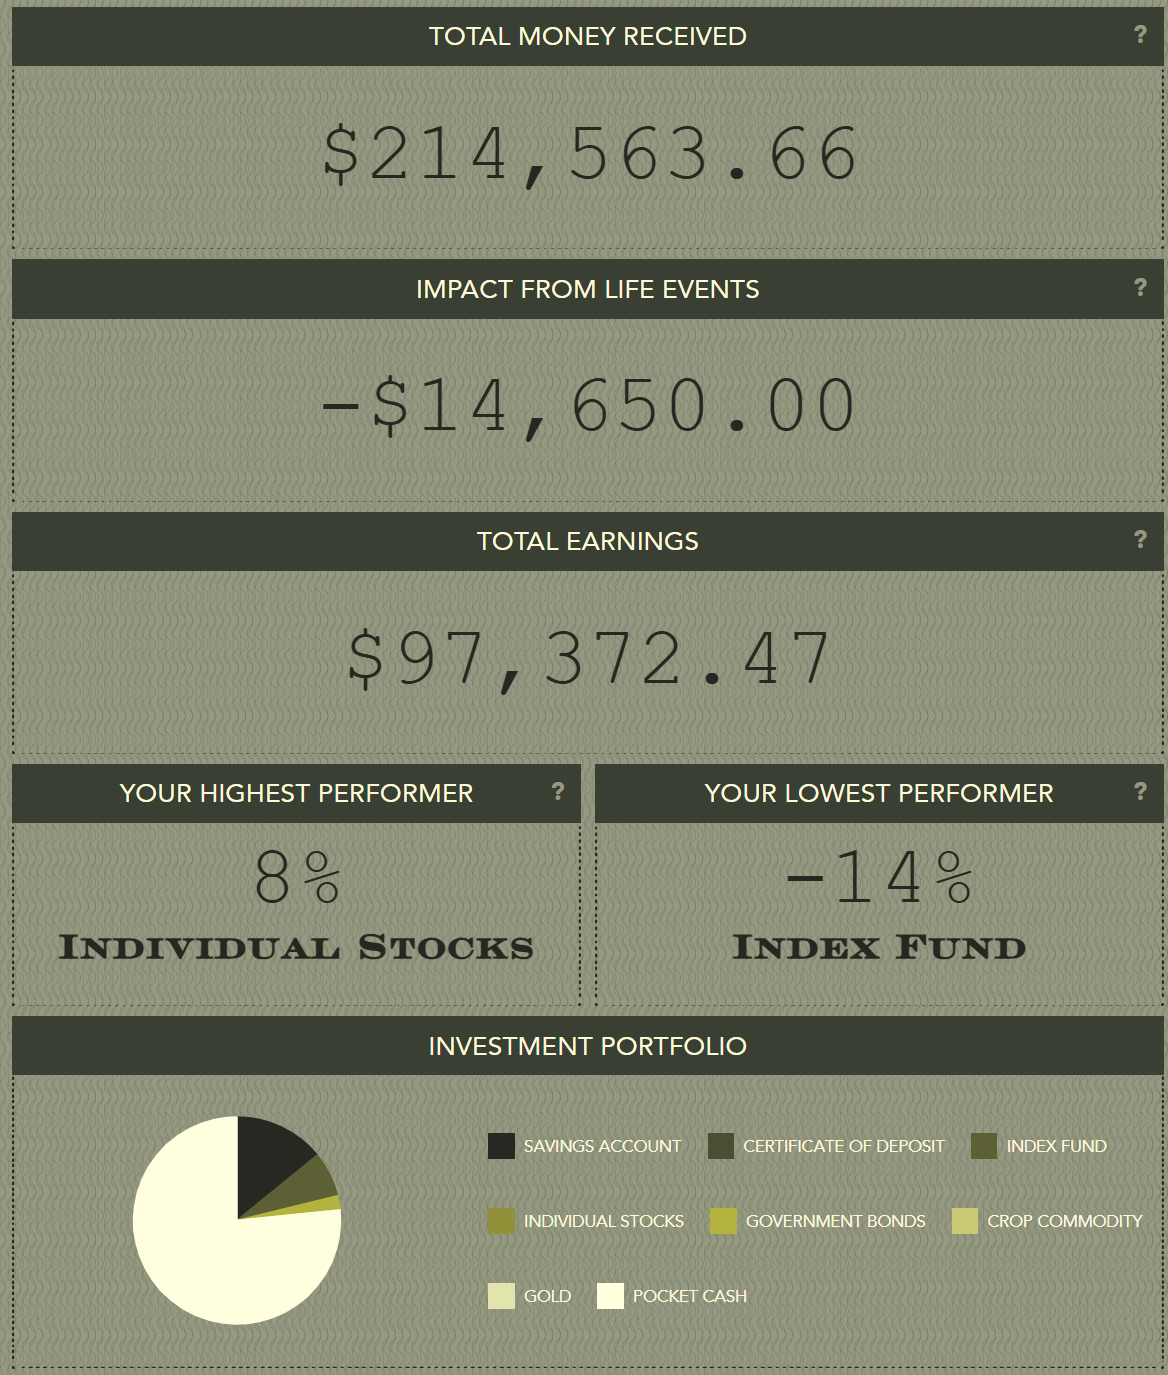 TOTAL MONEY RECEIVED ?
$214,563.66
IMPACT FROM LIFE EVENTS ?
-$14,650.00
TOTAL EARNINGS ?
$97,372.47
YOUR HIGHEST PERFORMER ?
8%
INDIVIDUAL STOCKS
YOUR LOWEST PERFORMER ?
-14%
INDEX FUND
INVESTMENT PORTFOLIO
SAVINGS ACCOUNT CERTIFICATE OF DEPOSIT INDEX FUND
INDIVIDUAL STOCKS GOVERNMENT BONDS CROP COMMODITY
GOLD POCKET CASH